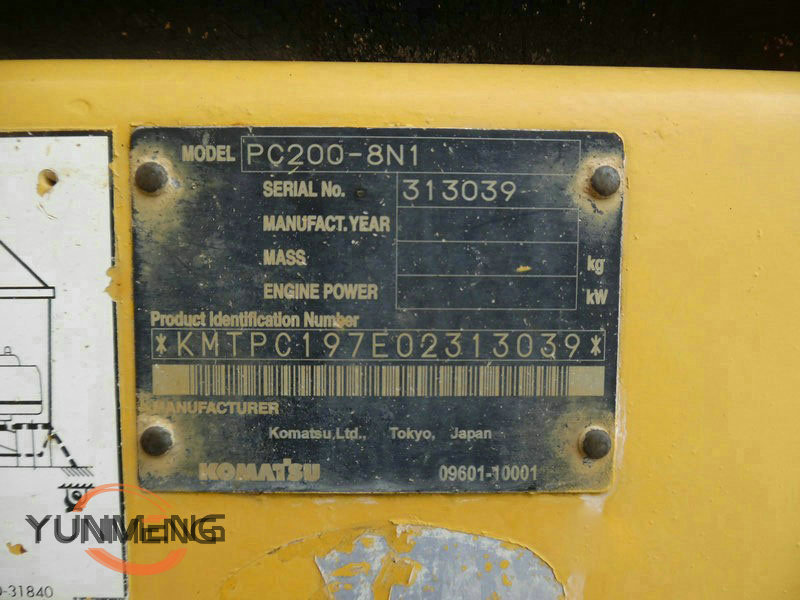 MODEL PC200-8N1
SERIAL No. 313039
MANUFACT. YEAR
MASS kg
ENGINE POWER kW
Product Identification Number
*KMTPC197E02313039*
MANUFACTURER
Komatsu Ltd., Tokyo, Japan
KOMATSU 09601-10001
YUNMENG
-31840